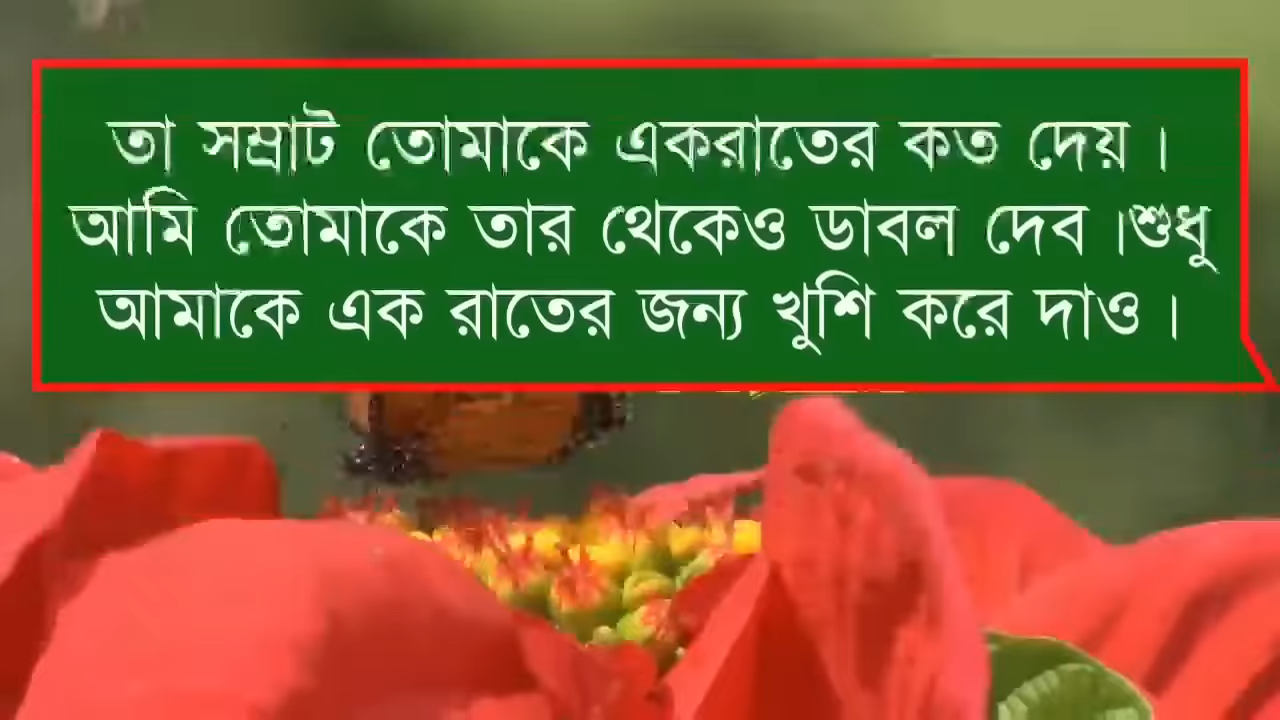 তা সম্রাট তোমাকে একরাতের কত দেয় ।
আমি তোমাকে তার থেকেও ডাবল দেব ।শুধু
আমাকে এক রাতের জন্য খুশি করে দাও ।